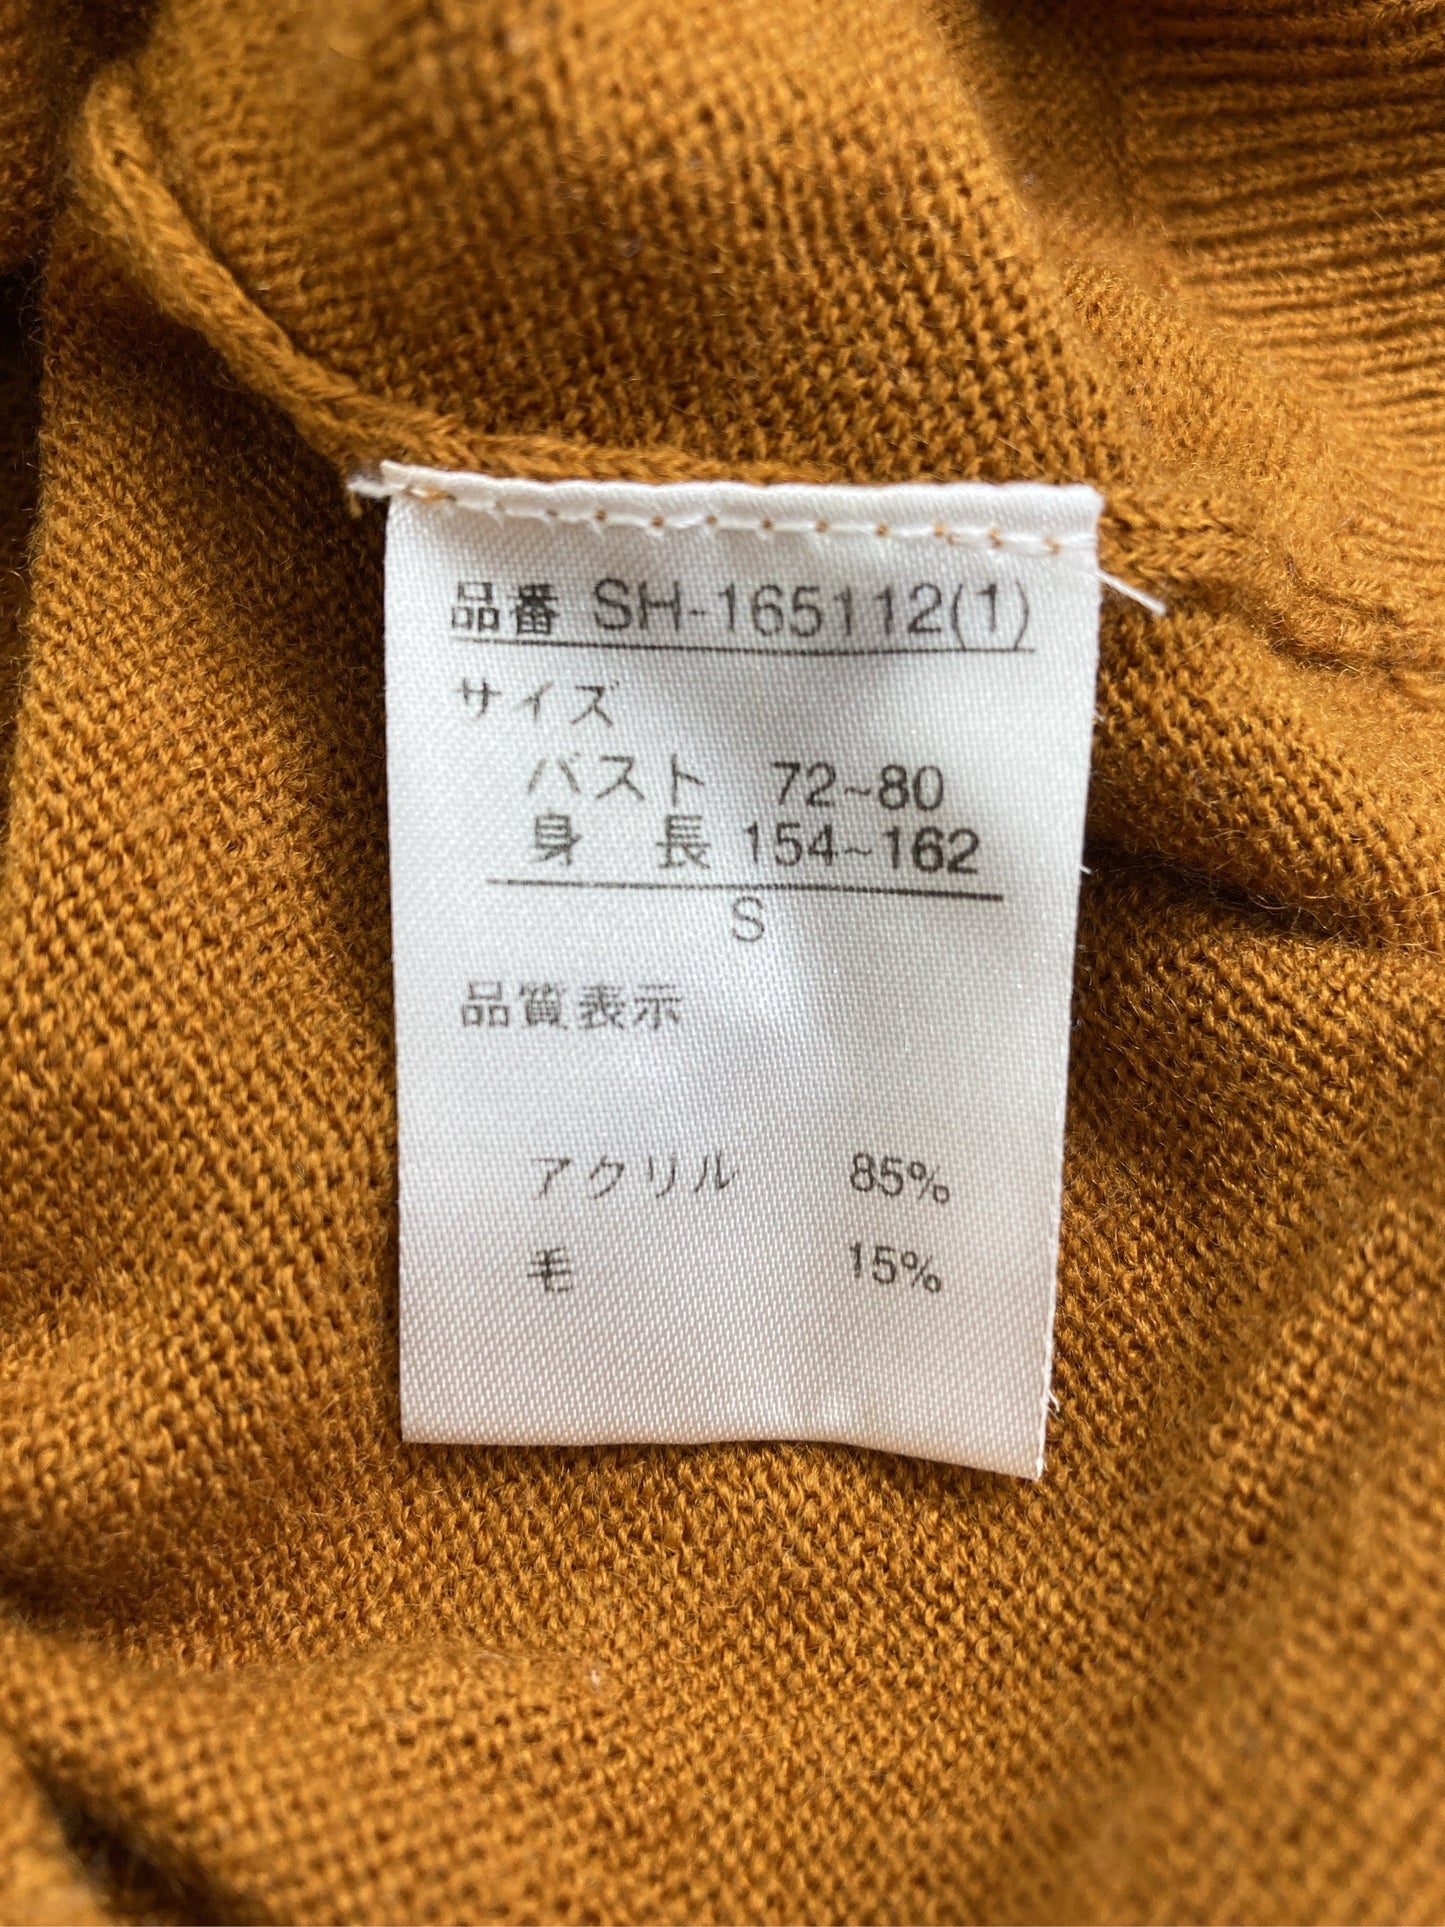 品番 SH-165112(1)
サイズ
バスト 72~80
身 長 154~162
S
品質表示
アクリル 85%
毛 15%